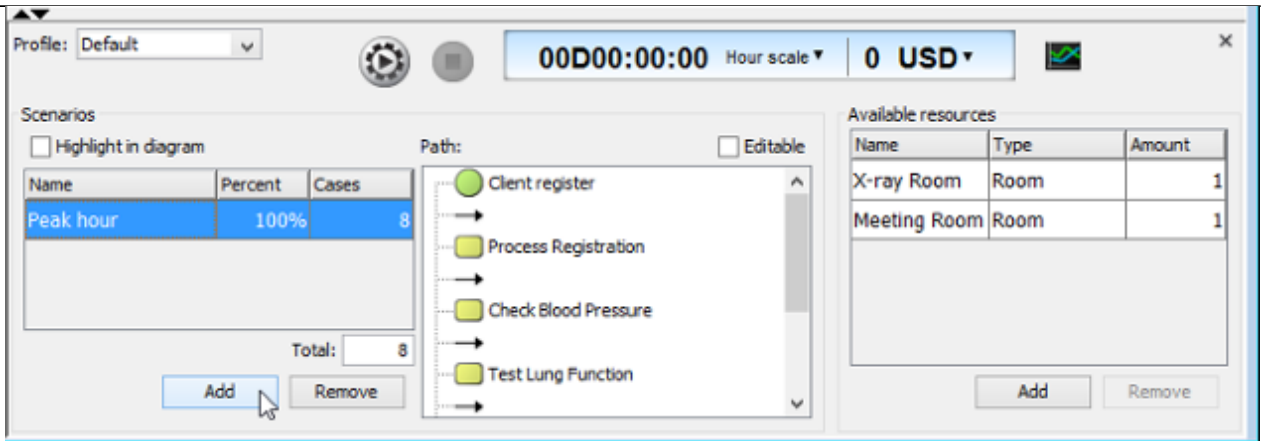 Profile: Default
00D00:00:00 Hour scale 0 USD
Scenarios
Highlight in diagram
Name Percent Cases
Peak hour 100% 8
Total: 8
Add Remove
Path: Editable
Client register
Process Registration
Check Blood Pressure
Test Lung Function
Available resources
Name Type Amount
X-ray Room Room 1
Meeting Room Room 1
Add Remove